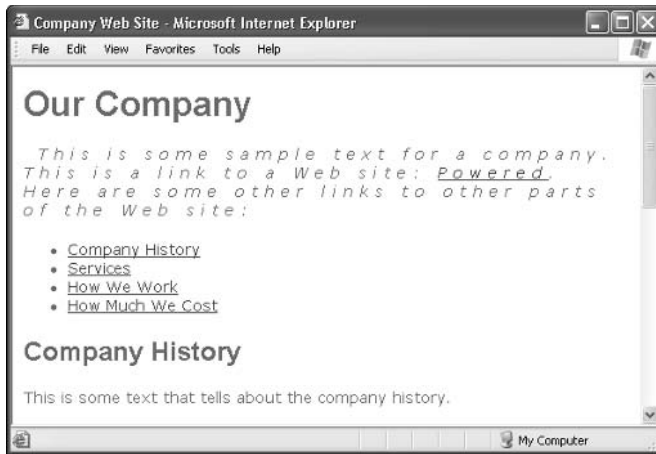 Company Web Site - Microsoft Internet Explorer
File Edit View Favorites Tools Help
Our Company
This is some sample text for a company.
This is a link to a Web site: Powered.
Here are some other links to other parts
of the Web site:
• Company History
• Services
• How We Work
• How Much We Cost
Company History
This is some text that tells about the company history.
My Computer